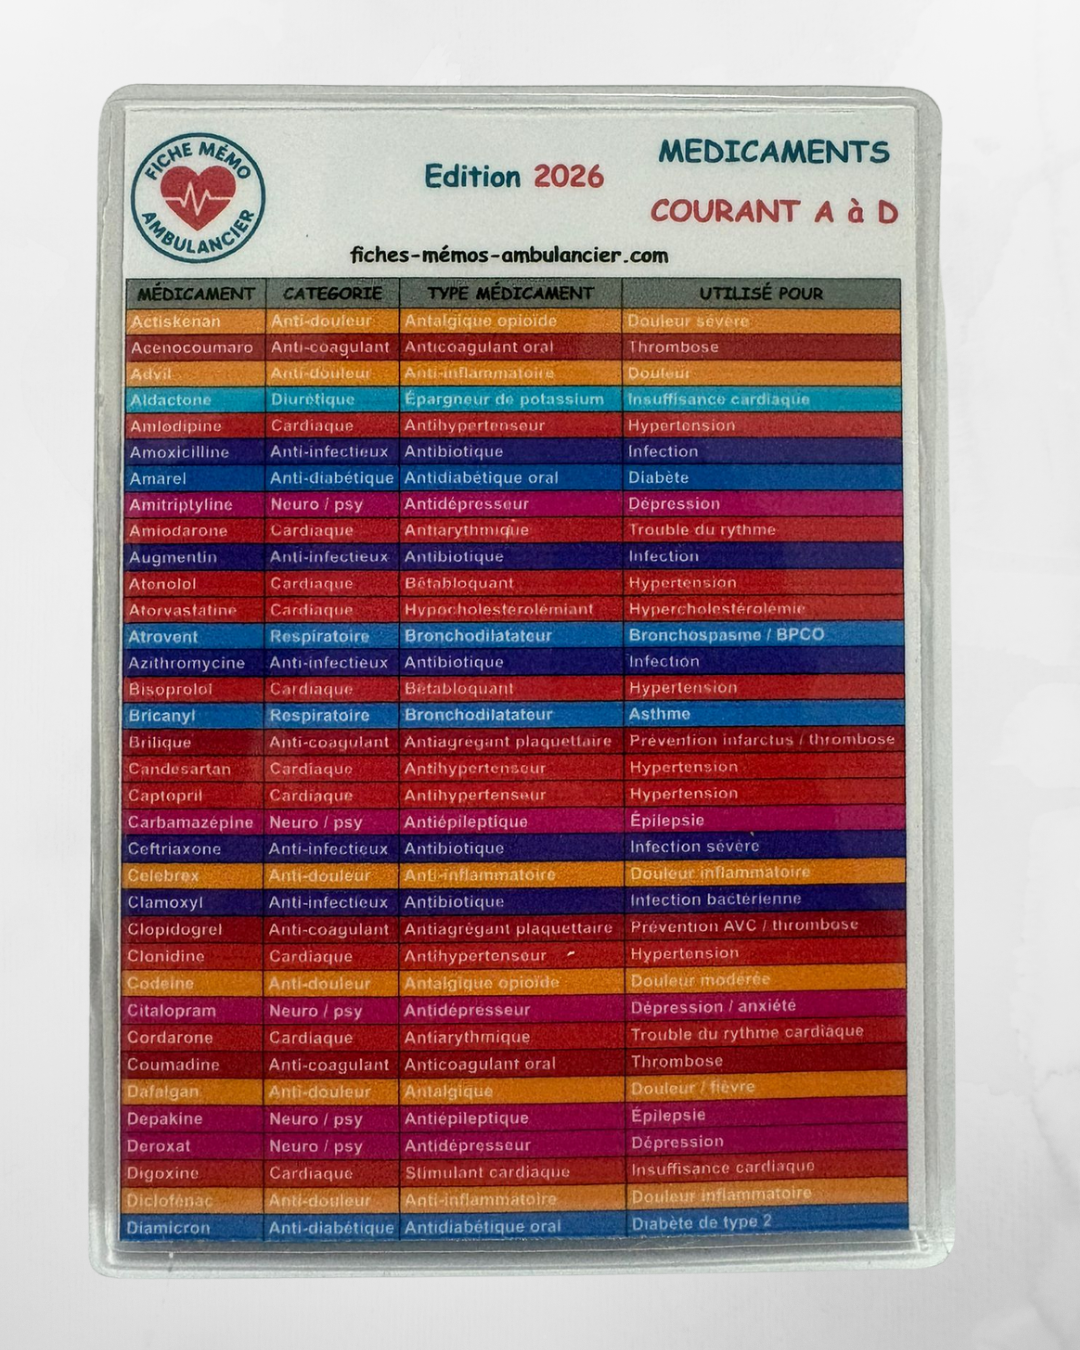 FICHE MÉMO
AMBULANCIER
Edition 2026
MEDICAMENTS
COURANT A à D
fiches-mémos-ambulancier.com
MÉDICAMENT CATEGORIE TYPE MÉDICAMENT UTILISÉ POUR
Actiskenan Anti-douleur Antalgique opioïde Douleur sévère
Acenocoumaro Anti-coagulant Anticoagulant oral Thrombose
Advil Anti-douleur Anti-inflammatoire Douleur
Aldactone Diurétique Épargneur de potassium Insuffisance cardiaque
Amlodipine Cardiaque Antihypertenseur Hypertension
Amoxicilline Anti-infectieux Antibiotique Infection
Amarel Anti-diabétique Antidiabétique oral Diabète
Amitriptyline Neuro / psy Antidépresseur Dépression
Amiodarone Cardiaque Antiarythmique Trouble du rythme
Augmentin Anti-infectieux Antibiotique Infection
Atenolol Cardiaque Bêtabloquant Hypertension
Atorvastatine Cardiaque Hypocholestérolémiant Hypercholestérolémie
Atrovent Respiratoire Bronchodilatateur Bronchospasme / BPCO
Azithromycine Anti-infectieux Antibiotique Infection
Bisoprolol Cardiaque Bêtabloquant Hypertension
Bricanyl Respiratoire Bronchodilatateur Asthme
Brilique Anti-coagulant Antiagrégant plaquettaire Prévention infarctus / thrombose
Candesartan Cardiaque Antihypertenseur Hypertension
Captopril Cardiaque Antihypertenseur Hypertension
Carbamazépine Neuro / psy Antiépileptique Épilepsie
Ceftriaxone Anti-infectieux Antibiotique Infection sévère
Celebrex Anti-douleur Anti-inflammatoire Douleur inflammatoire
Clamoxyl Anti-infectieux Antibiotique Infection bactérienne
Clopidogrel Anti-coagulant Antiagrégant plaquettaire Prévention AVC / thrombose
Clonidine Cardiaque Antihypertenseur Hypertension
Codeine Anti-douleur Antalgique opioïde Douleur modérée
Citalopram Neuro / psy Antidépresseur Dépression / anxiété
Cordarone Cardiaque Antiarythmique Trouble du rythme cardiaque
Coumadine Anti-coagulant Anticoagulant oral Thrombose
Dafalgan Anti-douleur Antalgique Douleur / fièvre
Depakine Neuro / psy Antiépileptique Épilepsie
Deroxat Neuro / psy Antidépresseur Dépression
Digoxine Cardiaque Stimulant cardiaque Insuffisance cardiaque
Diclofénac Anti-douleur Anti-inflammatoire Douleur inflammatoire
Diamicron Anti-diabétique Antidiabétique oral Diabète de type 2